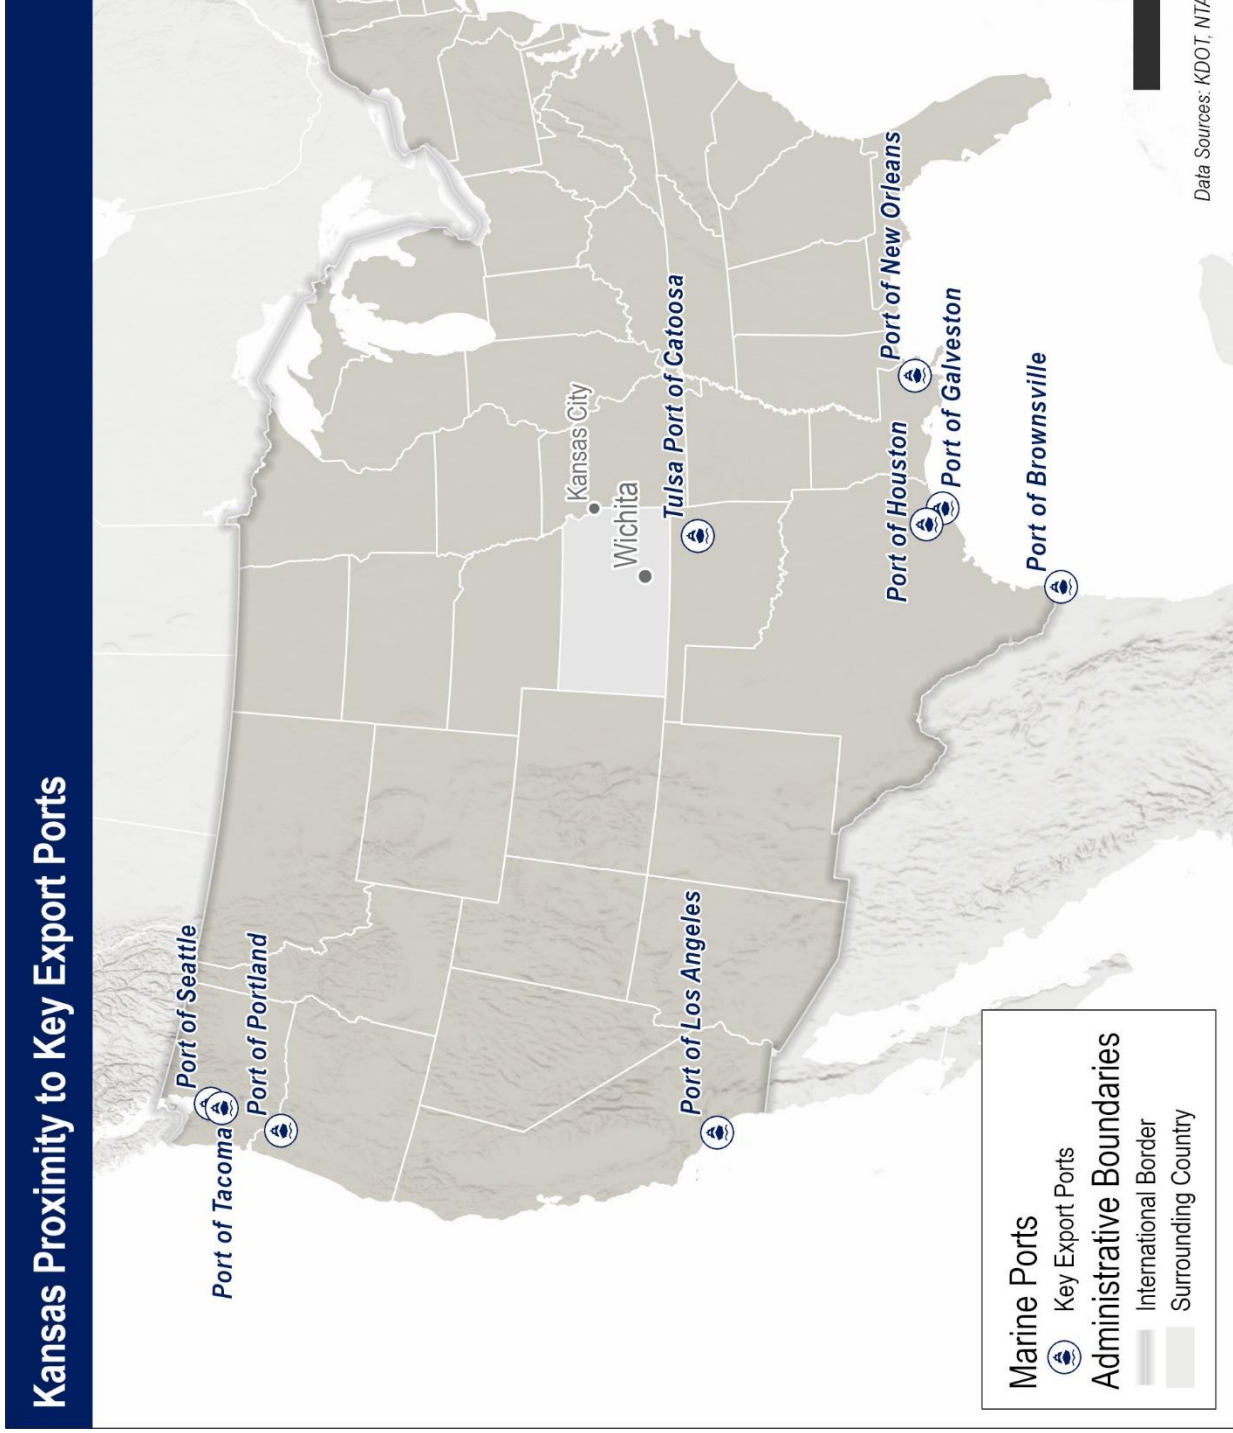 Kansas Proximity to Key Export Ports
Port of Seattle
Port of Tacoma
Port of Portland
Port of Los Angeles
Kansas City
Wichita
Tulsa Port of Catoosa
Port of Houston
Port of New Orleans
Port of Galveston
Port of Brownsville
Marine Ports
Key Export Ports
Administrative Boundaries
International Border
Surrounding Country
Data Sources: KDOT, NTA